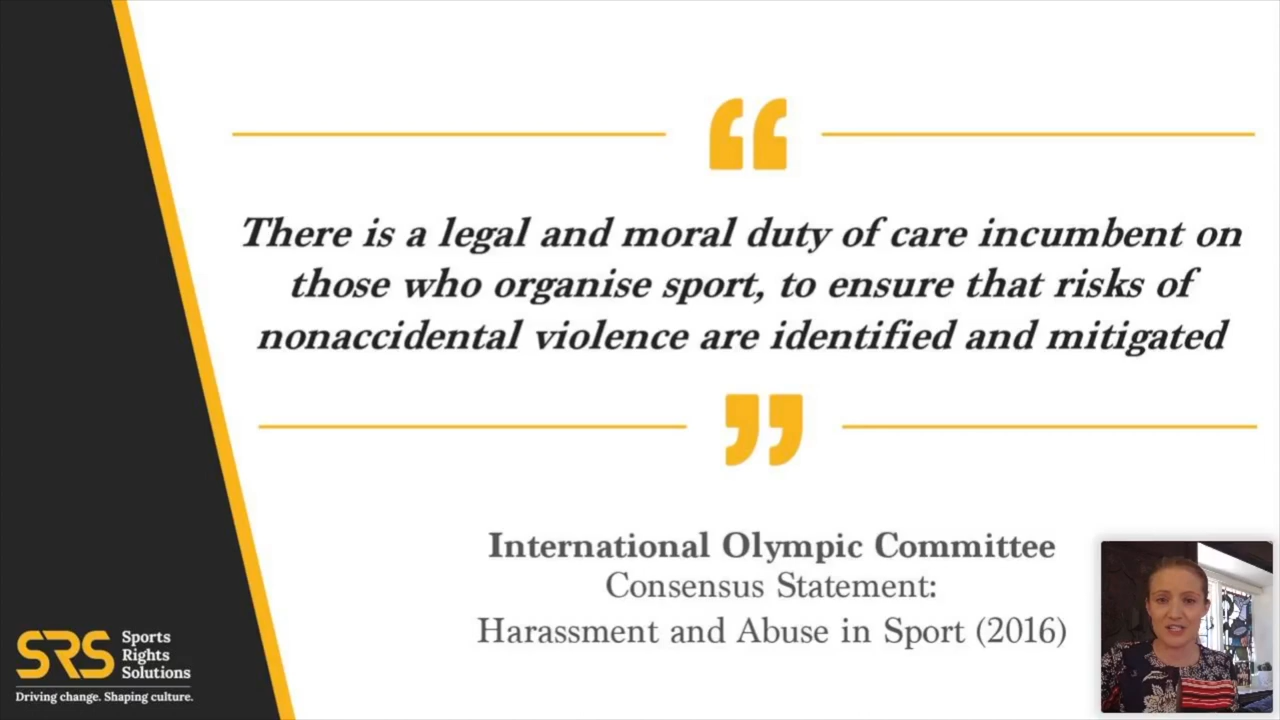 There is a legal and moral duty of care incumbent on
those who organise sport, to ensure that risks of
nonaccidental violence are identified and mitigated
International Olympic Committee
Consensus Statement:
Harassment and Abuse in Sport (2016)
SRS
Sports
Rights
Solutions
Driving change. Shaping culture.